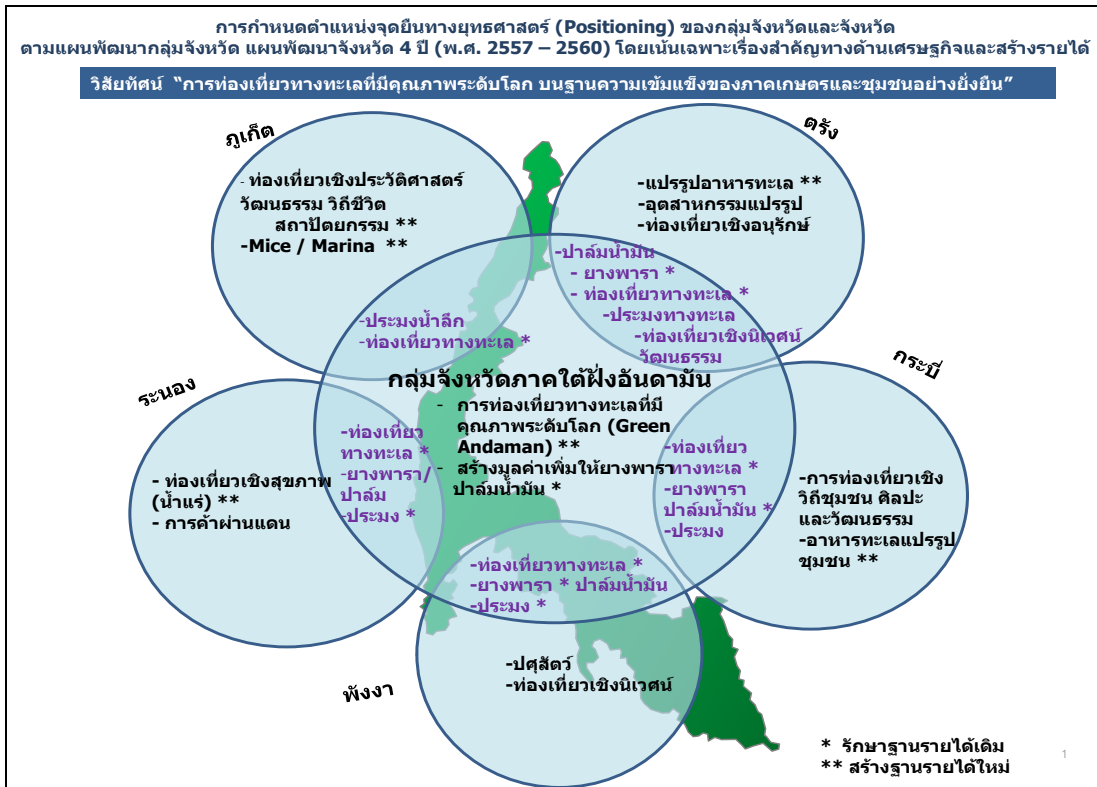 การกำหนดตำแหน่งจุดยืนทางยุทธศาสตร์ (Positioning) ของกลุ่มจังหวัดและจังหวัด
ตามแผนพัฒนากลุ่มจังหวัด แผนพัฒนาจังหวัด 4 ปี (พ.ศ. 2557 – 2560) โดยเน้นเฉพาะเรื่องสำคัญทางด้านเศรษฐกิจและสร้างรายได้
วิสัยทัศน์ “การท่องเที่ยวทางทะเลที่มีคุณภาพระดับโลก บนฐานความเข้มแข็งของภาคเกษตรและชุมชนอย่างยั่งยืน”
ภูเก็ต
- ท่องเที่ยวเชิงประวัติศาสตร์
วัฒนธรรม วิถีชีวิต
สถาปัตยกรรม **
-Mice / Marina **
-ประมงน้ำลึก
-ท่องเที่ยวทางทะเล *
ตรัง
-แปรรูปอาหารทะเล **
-อุตสาหกรรมแปรรูป
-ท่องเที่ยวเชิงอนุรักษ์
-ปาล์มน้ำมัน
- ยางพารา *
- ท่องเที่ยวทางทะเล *
-ประมงทางทะเล
-ท่องเที่ยวเชิงนิเวศน์
วัฒนธรรม
กลุ่มจังหวัดภาคใต้ฝั่งอันดามัน
- การท่องเที่ยวทางทะเลที่มี
คุณภาพระดับโลก (Green
Andaman) **
- สร้างมูลค่าเพิ่มให้ยางพารา
ปาล์มน้ำมัน *
ระนอง
-ท่องเที่ยว
ทางทะเล *
-ยางพารา/
ปาล์ม
-ประมง *
- ท่องเที่ยวเชิงสุขภาพ
(น้ำแร่) **
- การค้าผ่านแดน
กระบี่
-ท่องเที่ยว
ทางทะเล *
-ยางพารา
ปาล์มน้ำมัน *
-ประมง
-การท่องเที่ยวเชิง
วิถีชุมชน ศิลปะ
และวัฒนธรรม
-อาหารทะเลแปรรูป
ชุมชน **
-ท่องเที่ยวทางทะเล *
-ยางพารา * ปาล์มน้ำมัน
-ประมง *
พังงา
-ปศุสัตว์
-ท่องเที่ยวเชิงนิเวศน์
* รักษาฐานรายได้เดิม
** สร้างฐานรายได้ใหม่
1